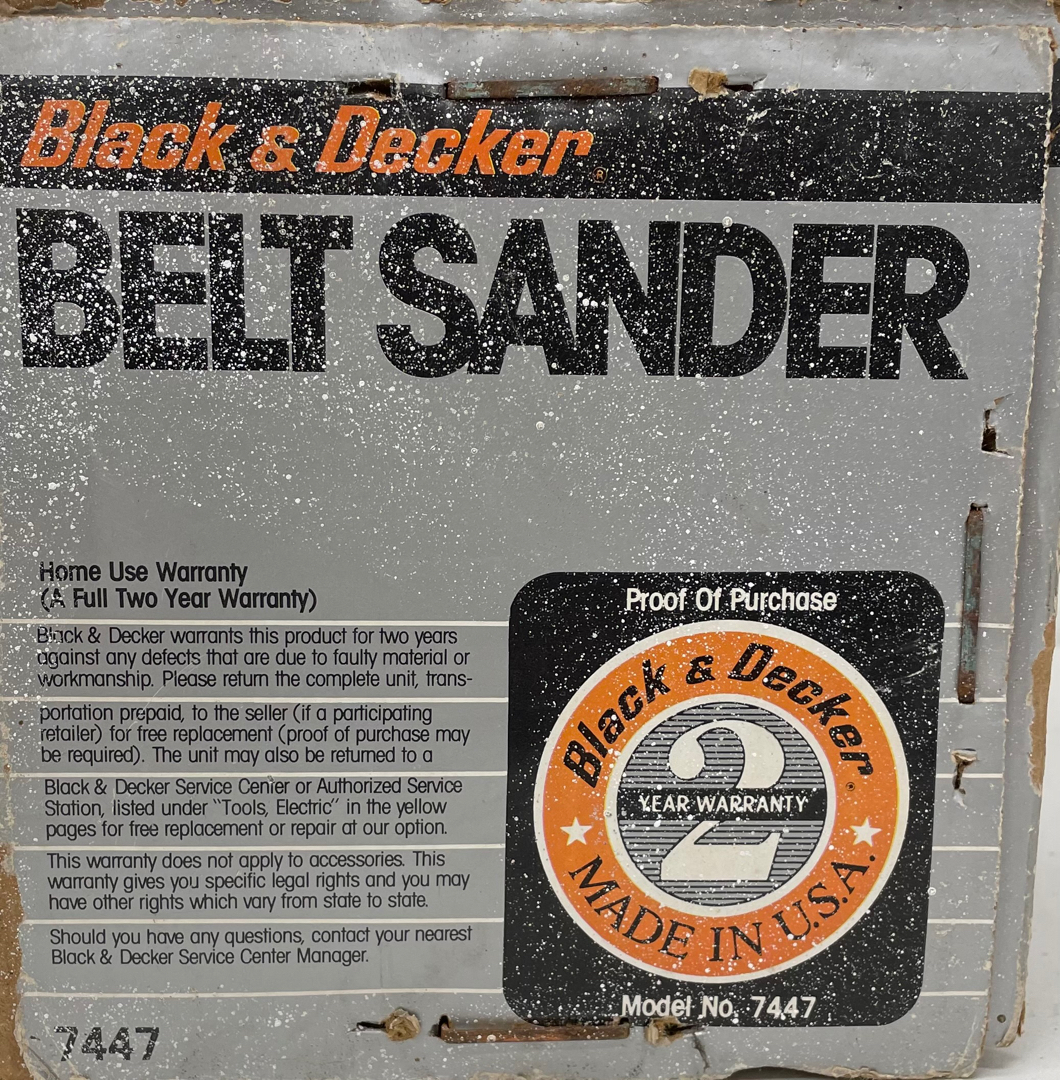 Black & Decker®
BELT SANDER
Home Use Warranty
(A Full Two Year Warranty)
Black & Decker warrants this product for two years
against any defects that are due to faulty material or
workmanship. Please return the complete unit, trans-
portation prepaid, to the seller (if a participating
retailer) for free replacement (proof of purchase may
be required). The unit may also be returned to a
Black & Decker Service Center or Authorized Service
Station, listed under "Tools, Electric" in the yellow
pages for free replacement or repair at our option.
This warranty does not apply to accessories. This
warranty gives you specific legal rights and you may
have other rights which vary from state to state.
Should you have any questions, contact your nearest
Black & Decker Service Center Manager.
7447
Proof Of Purchase
Black & Decker®
2
YEAR WARRANTY
MADE IN U.S.A.
Model No. 7447